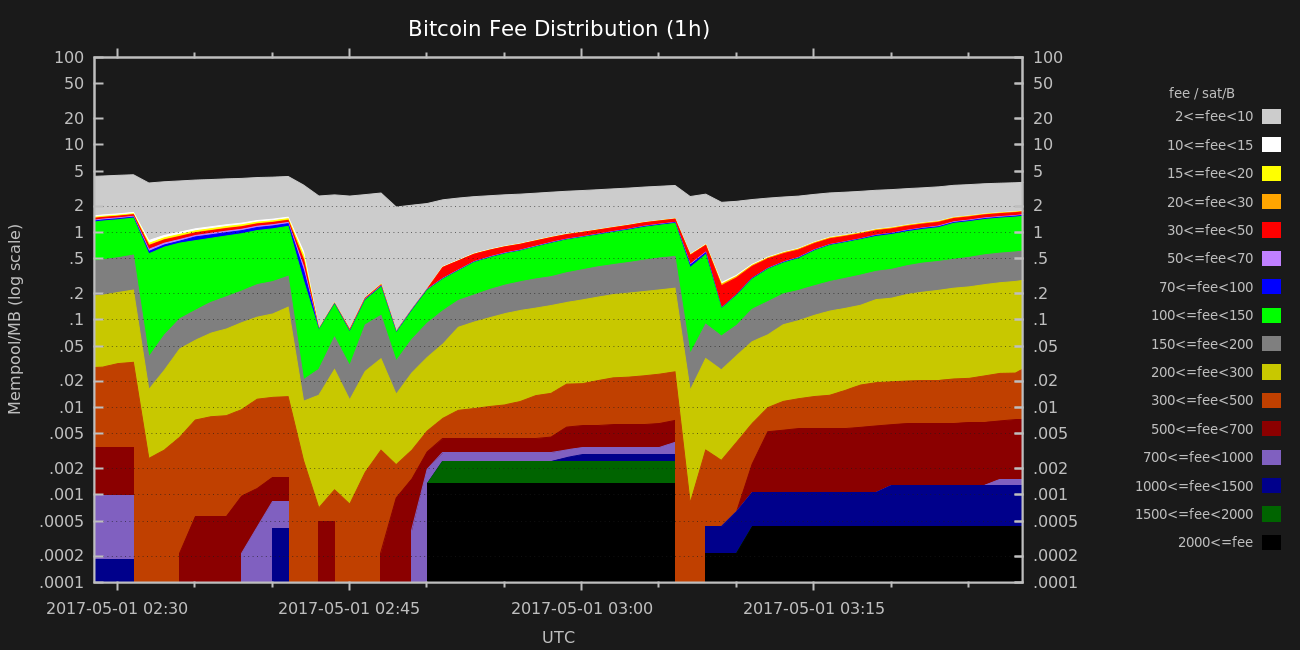 Bitcoin Fee Distribution (1h)
100 100
50 50
20 20
10 10
5 5
2 2
1 1
.5 .5
.2 .2
.1 .1
.05 .05
.02 .02
.01 .01
.005 .005
.002 .002
.001 .001
.0005 .0005
.0002 .0002
.0001 .0001
Mempool/MB (log scale)
2017-05-01 02:30 2017-05-01 02:45 2017-05-01 03:00 2017-05-01 03:15
UTC
fee / sat/B
2<=fee<10
10<=fee<15
15<=fee<20
20<=fee<30
30<=fee<50
50<=fee<70
70<=fee<100
100<=fee<150
150<=fee<200
200<=fee<300
300<=fee<500
500<=fee<700
700<=fee<1000
1000<=fee<1500
1500<=fee<2000
2000<=fee